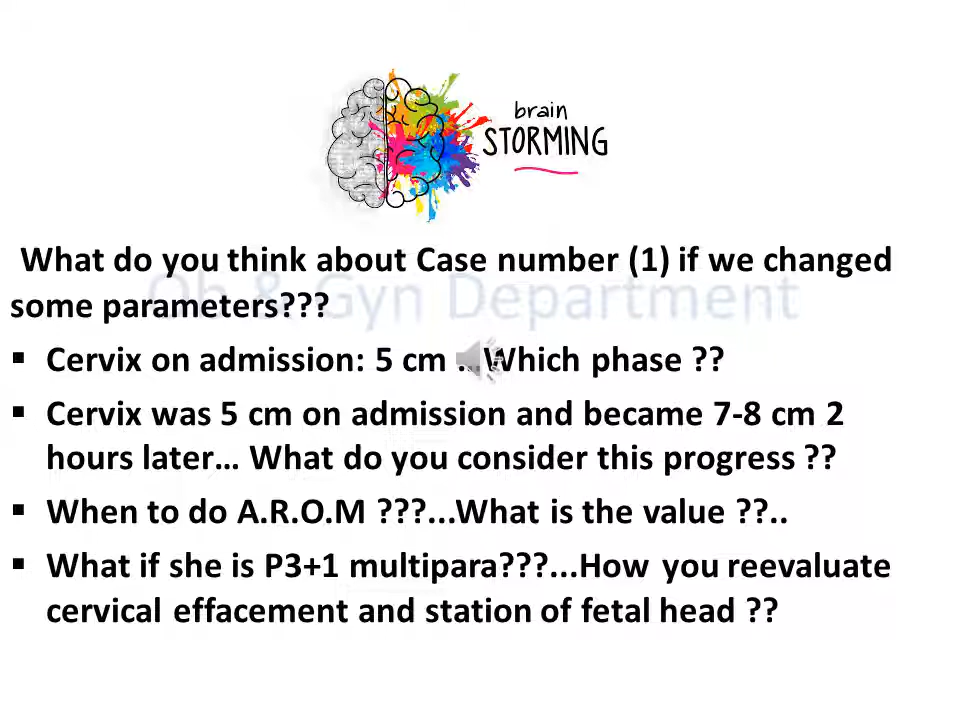 brain
STORMING
What do you think about Case number (1) if we changed
some parameters???
Ob & Gyn Department
▪ Cervix on admission: 5 cm ...Which phase ??
▪ Cervix was 5 cm on admission and became 7-8 cm 2
hours later... What do you consider this progress ??
▪ When to do A.R.O.M ???...What is the value ??..
▪ What if she is P3+1 multipara???...How you reevaluate
cervical effacement and station of fetal head ??